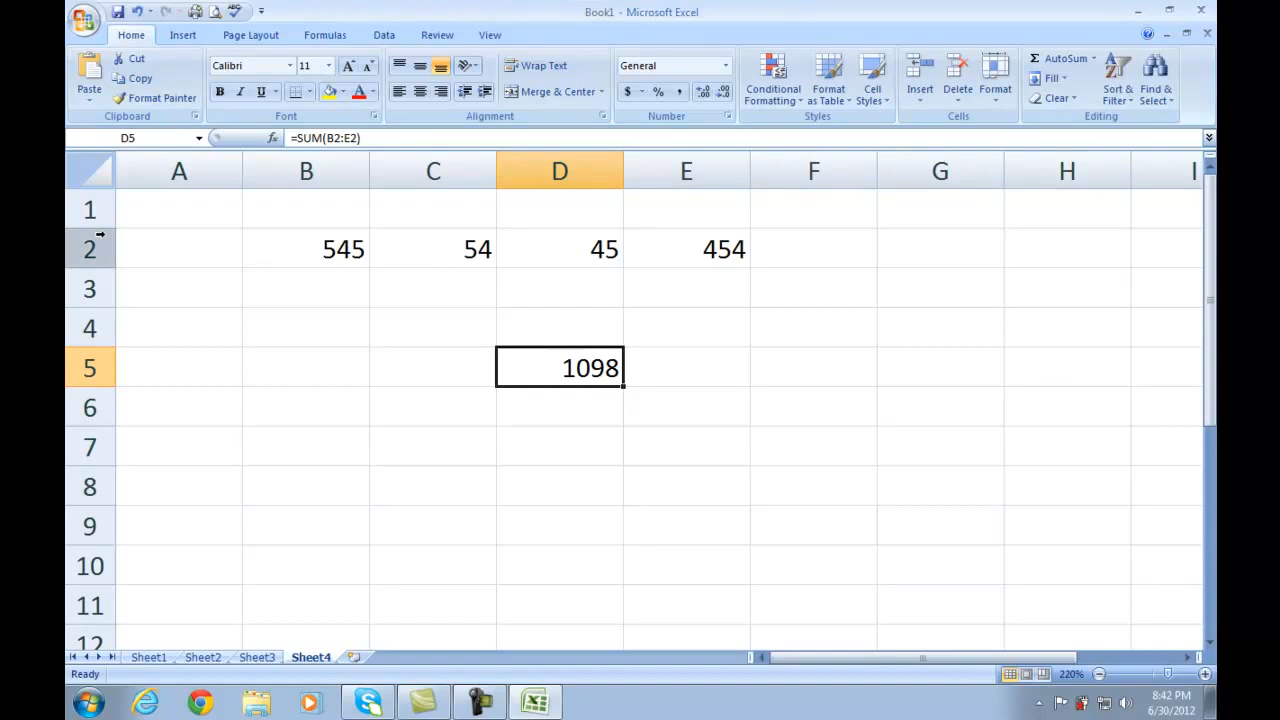 Book1 - Microsoft Excel
Home Insert Page Layout Formulas Data Review View
Paste
Cut
Copy
Format Painter
Clipboard
Calibri 11
A A
B I U A
Font
Wrap Text
Merge & Center
Alignment
General
$ % ,
Number
Conditional Formatting
Format as Table
Cell Styles
Styles
Insert Delete Format
Cells
Σ AutoSum
Fill
Clear
Sort & Filter
Find & Select
Editing
D5 fx =SUM(B2:E2)
A B C D E F G H I
1
2 545 54 45 454
3
4
5 1098
6
7
8
9
10
11
12
Sheet1 Sheet2 Sheet3 Sheet4
Ready 220%
8:42 PM
6/30/2012